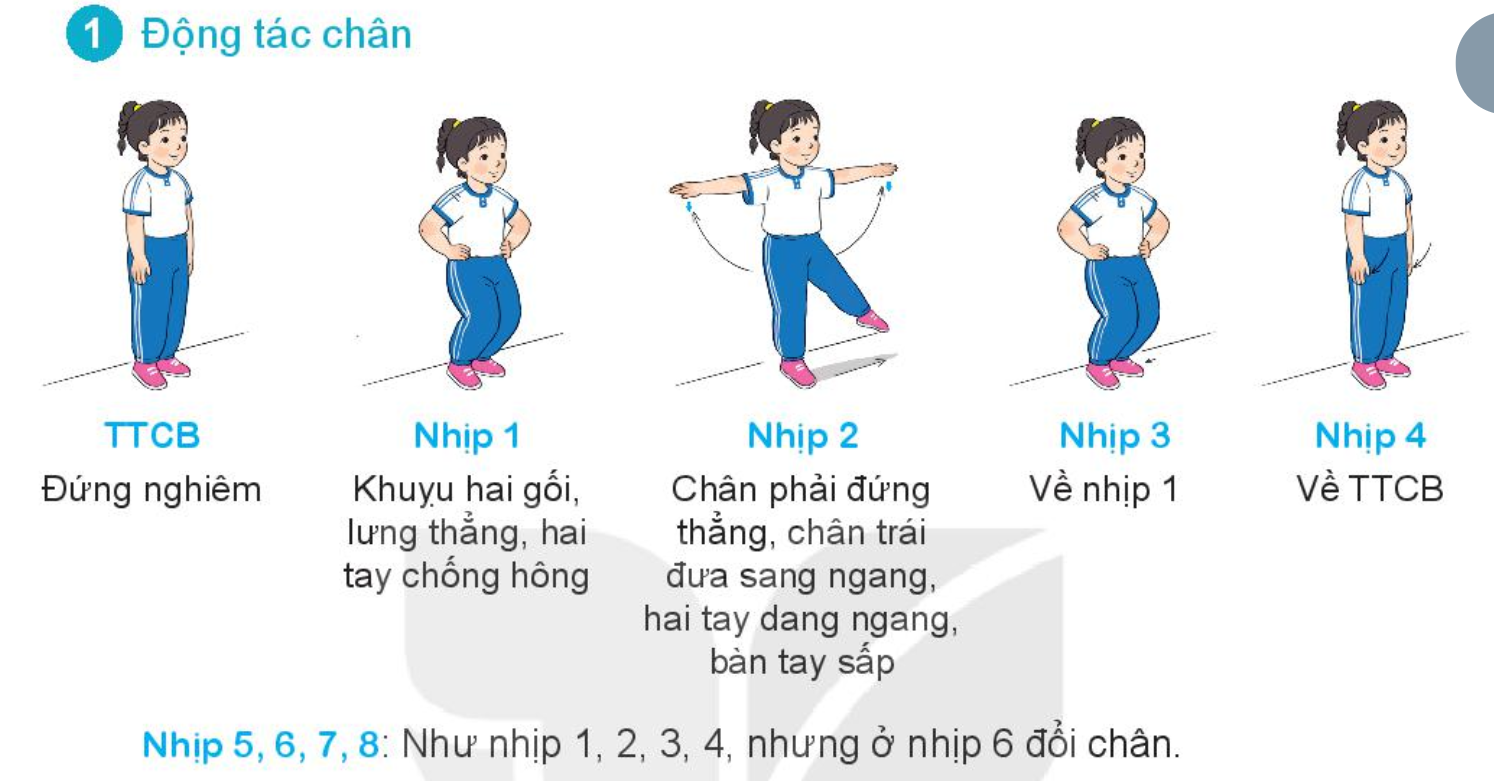 1 Động tác chân
TTCB
Đứng nghiêm
Nhịp 1
Khuyu hai gối,
lưng thẳng, hai
tay chống hông
Nhịp 2
Chân phải đứng
thẳng, chân trái
đưa sang ngang,
hai tay dang ngang,
bàn tay sấp
Nhịp 3
Về nhịp 1
Nhịp 4
Về TTCB
Nhịp 5, 6, 7, 8: Như nhịp 1, 2, 3, 4, nhưng ở nhịp 6 đổi chân.